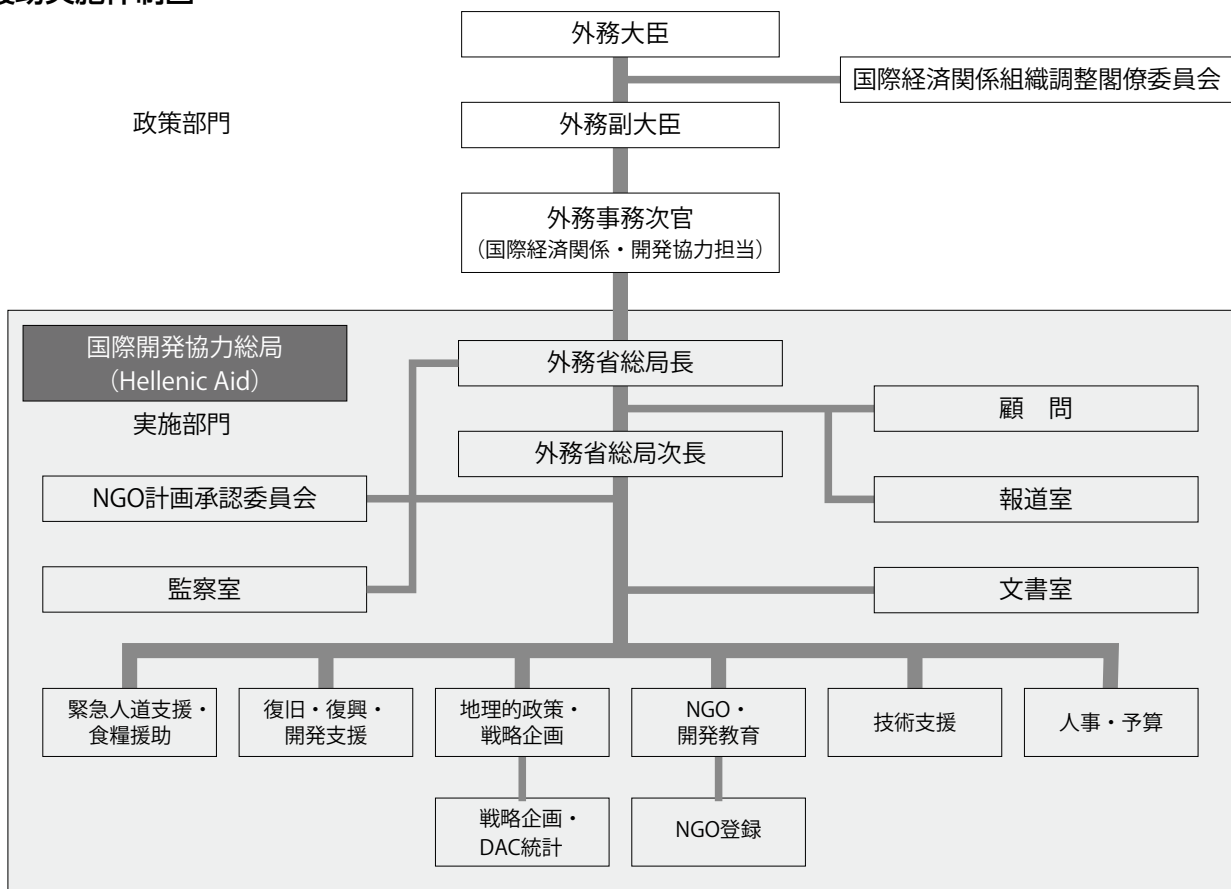 外務大臣
国際経済関係組織調整閣僚委員会
政策部門
外務副大臣
外務事務次官
（国際経済関係・開発協力担当）
国際開発協力総局
（Hellenic Aid）
外務省総局長
実施部門
顧　問
外務省総局次長
NGO計画承認委員会
報道室
監察室
文書室
緊急人道支援・
食糧援助
復旧・復興・
開発支援
地理的政策・
戦略企画
NGO・
開発教育
技術支援
人事・予算
戦略企画・
DAC統計
NGO登録